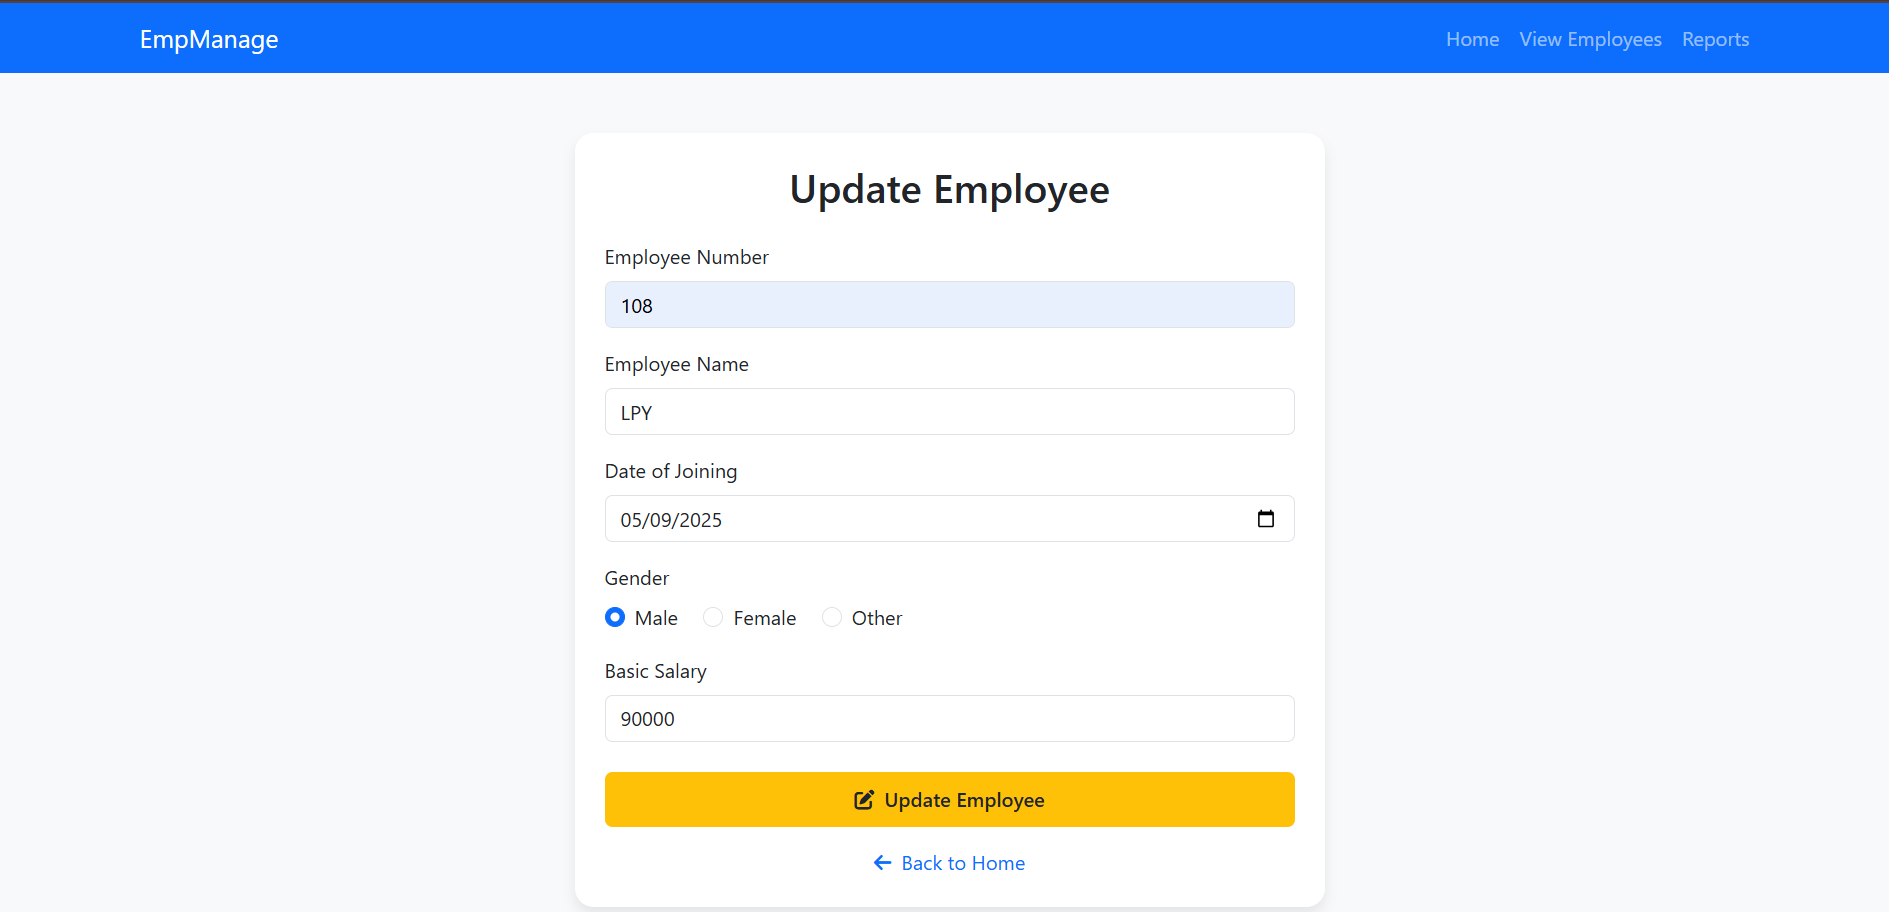 EmpManage
Home View Employees Reports
Update Employee
Employee Number
108
Employee Name
LPY
Date of Joining
05/09/2025
Gender
Male Female Other
Basic Salary
90000
Update Employee
Back to Home